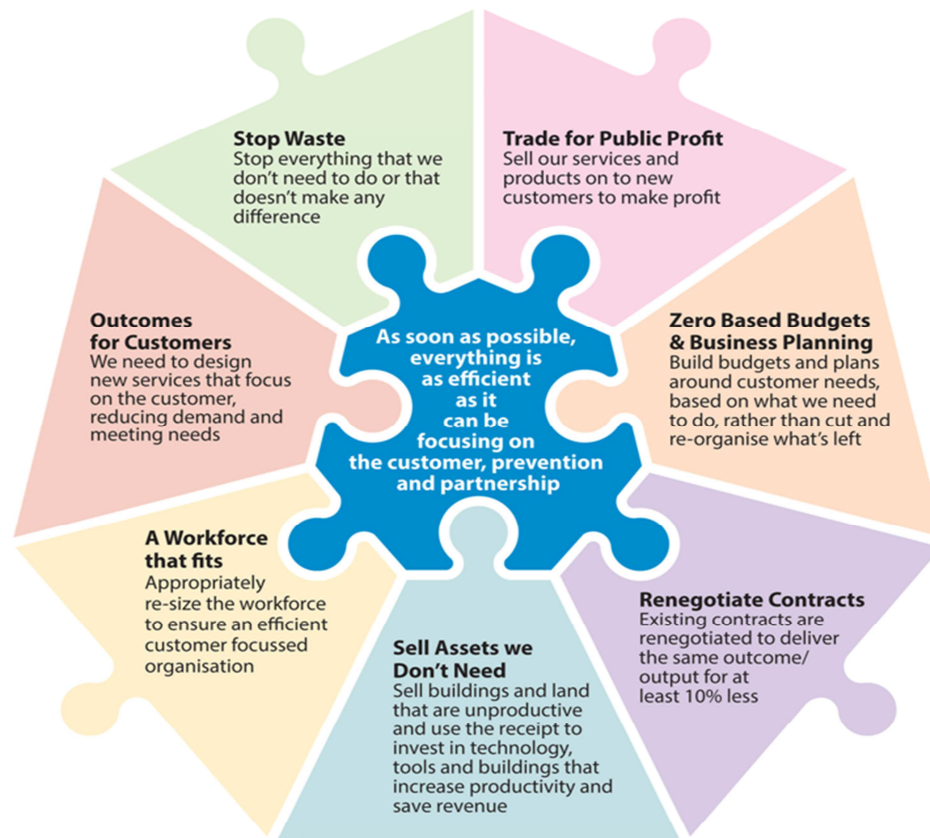 Stop Waste
Stop everything that we
don't need to do or that
doesn't make any
difference
Trade for Public Profit
Sell our services and
products on to new
customers to make profit
Outcomes
for Customers
We need to design
new services that focus
on the customer,
reducing demand and
meeting needs
As soon as possible,
everything is
as efficient
as it
can be
focusing on
the customer, prevention
and partnership
Zero Based Budgets
& Business Planning
Build budgets and plans
around customer needs,
based on what we need
to do, rather than cut and
re-organise what's left
A Workforce
that fits
Appropriately
re-size the workforce
to ensure an efficient
customer focussed
organisation
Sell Assets we
Don't Need
Sell buildings and land
that are unproductive
and use the receipt to
invest in technology,
tools and buildings that
increase productivity and
save revenue
Renegotiate Contracts
Existing contracts are
renegotiated to deliver
the same outcome/
output for at
least 10% less